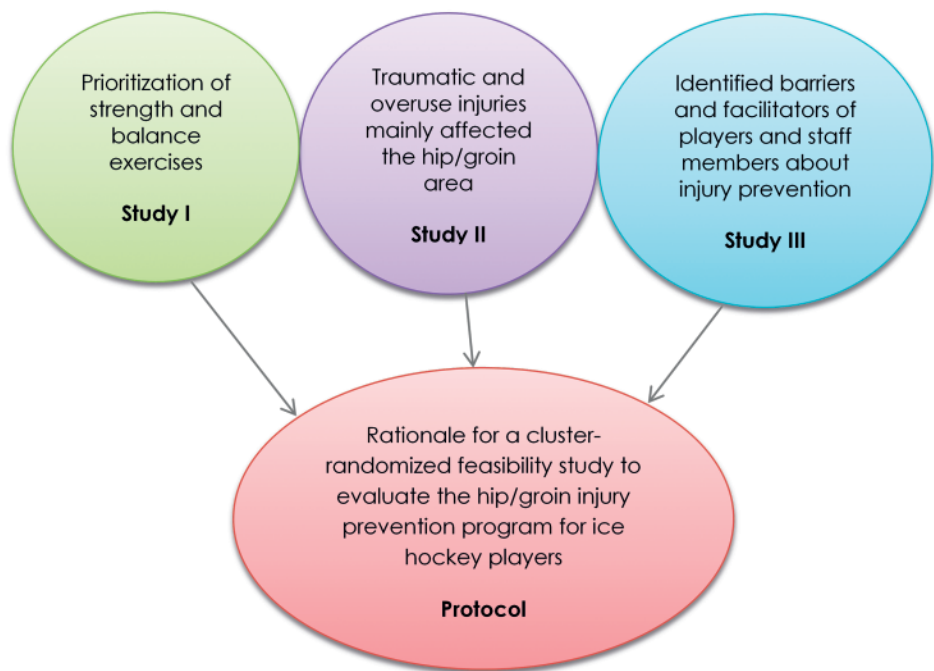 Prioritization of
strength and
balance
exercises
Study I
Traumatic and
overuse injuries
mainly affected
the hip/groin
area
Study II
Identified barriers
and facilitators of
players and staff
members about
injury prevention
Study III
Rationale for a cluster-
randomized feasibility study to
evaluate the hip/groin injury
prevention program for ice
hockey players
Protocol